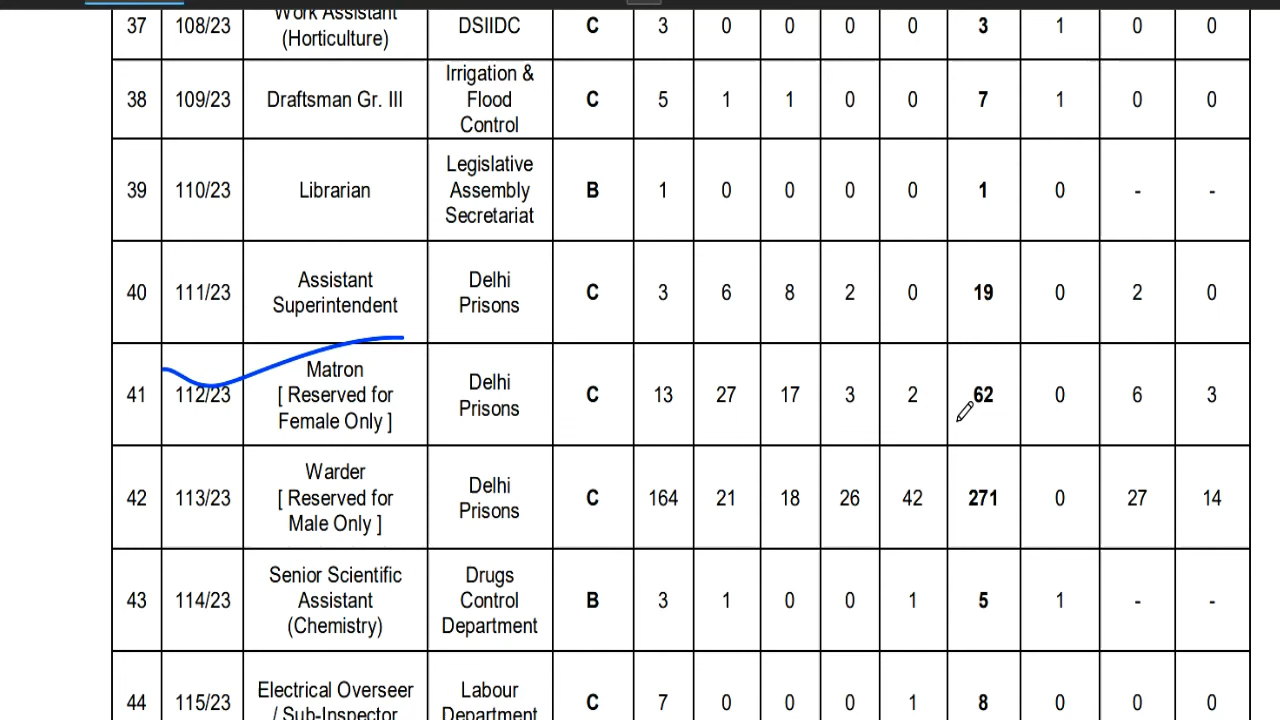 37 108/23 Work Assistant (Horticulture) DSIIDC C 3 0 0 0 0 3 1 0 0
38 109/23 Draftsman Gr. III Irrigation & Flood Control C 5 1 1 0 0 7 1 0 0
39 110/23 Librarian Legislative Assembly Secretariat B 1 0 0 0 0 1 0 - -
40 111/23 Assistant Superintendent Delhi Prisons C 3 6 8 2 0 19 0 2 0
41 112/23 Matron [ Reserved for Female Only ] Delhi Prisons C 13 27 17 3 2 62 0 6 3
42 113/23 Warder [ Reserved for Male Only ] Delhi Prisons C 164 21 18 26 42 271 0 27 14
43 114/23 Senior Scientific Assistant (Chemistry) Drugs Control Department B 3 1 0 0 1 5 1 - -
44 115/23 Electrical Overseer / Sub-Inspector Labour Department C 7 0 0 0 1 8 0 0 0